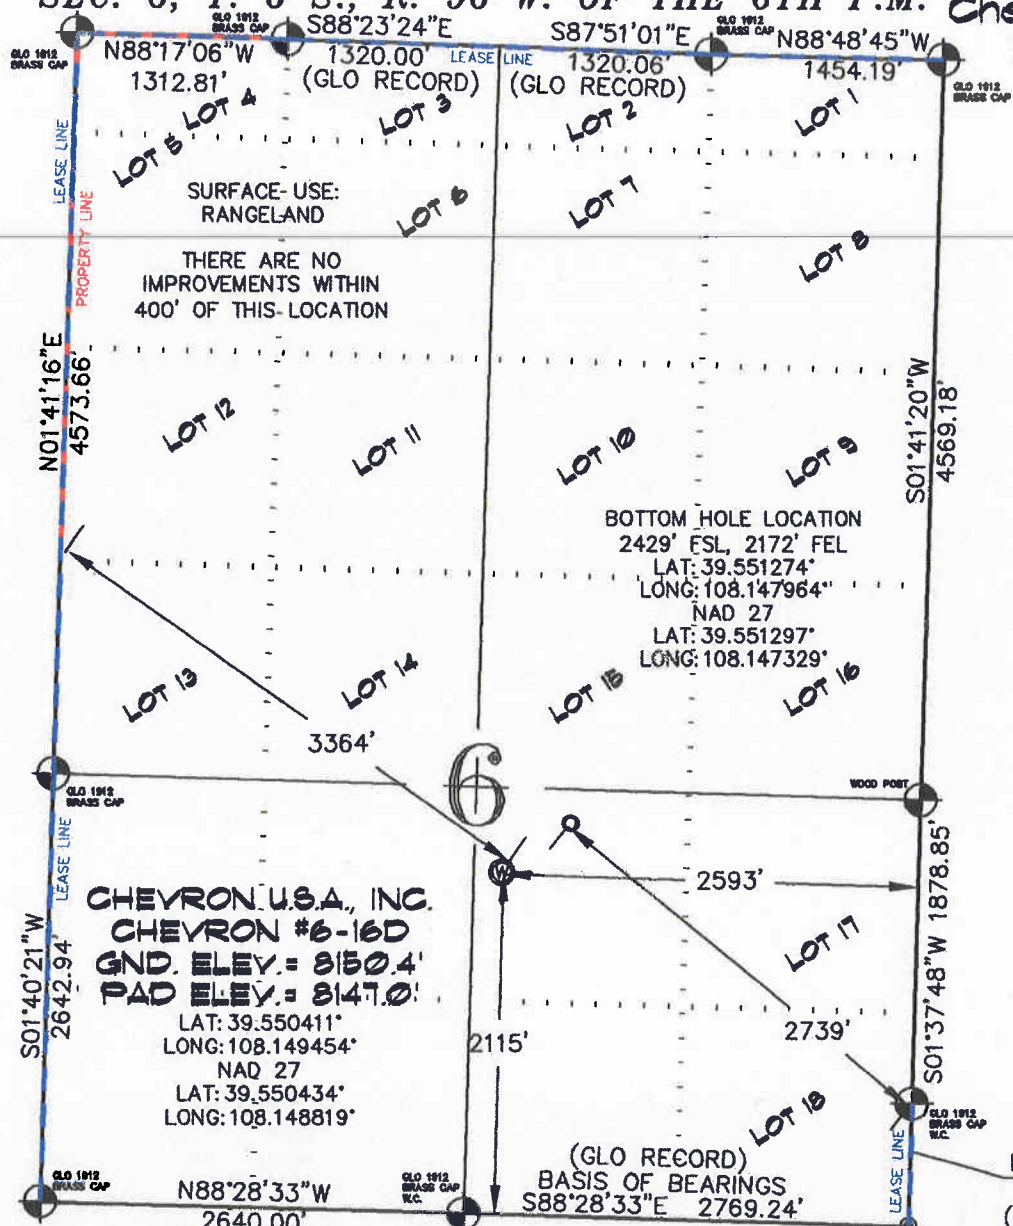 SEC. 6, T. 6 S., R. 96 W. OF THE 6TH P.M.
GLO 1912
BRASS CAP
GLO 1912
BRASS CAP
GLO 1912
BRASS CAP
GLO 1912
BRASS CAP
N88°17'06"W
1312.81'
S88°23'24"E
1320.00'
(GLO RECORD)
LEASE LINE
S87°51'01"E
1320.06'
(GLO RECORD)
N88°48'45"W
1454.19'
LOT 4
LOT 3
LOT 2
LOT 1
LOT 5
LOT 6
LOT 7
LOT 8
LEASE LINE
PROPERTY LINE
SURFACE USE:
RANGELAND
THERE ARE NO
IMPROVEMENTS WITHIN
400' OF THIS LOCATION
N01°41'16"E
4573.66'
S01°41'20"W
4569.18'
LOT 12
LOT 11
LOT 10
LOT 9
BOTTOM HOLE LOCATION
2429' FSL, 2172' FEL
LAT: 39.551274°
LONG: 108.147964°
NAD 27
LAT: 39.551297°
LONG: 108.147329°
LOT 13
LOT 14
LOT 15
LOT 16
3364'
6
GLO 1912
BRASS CAP
WOOD POST
LEASE LINE
W
2593'
S01°37'48"W 1878.85'
LOT 17
CHEVRON U.S.A., INC.
CHEVRON #6-16D
GND. ELEV.= 8150.4'
PAD ELEV.= 8147.0'
LAT: 39.550411°
LONG: 108.149454°
NAD 27
LAT: 39.550434°
LONG: 108.148819°
S01°40'21"W
2642.94'
2115'
2739'
LOT 18
GLO 1912
BRASS CAP
W.C.
LEASE LINE
GLO 1912
BRASS CAP
N88°28'33"W
2640.00'
GLO 1912
BRASS CAP
W.C.
(GLO RECORD)
BASIS OF BEARINGS
S88°28'33"E 2769.24'